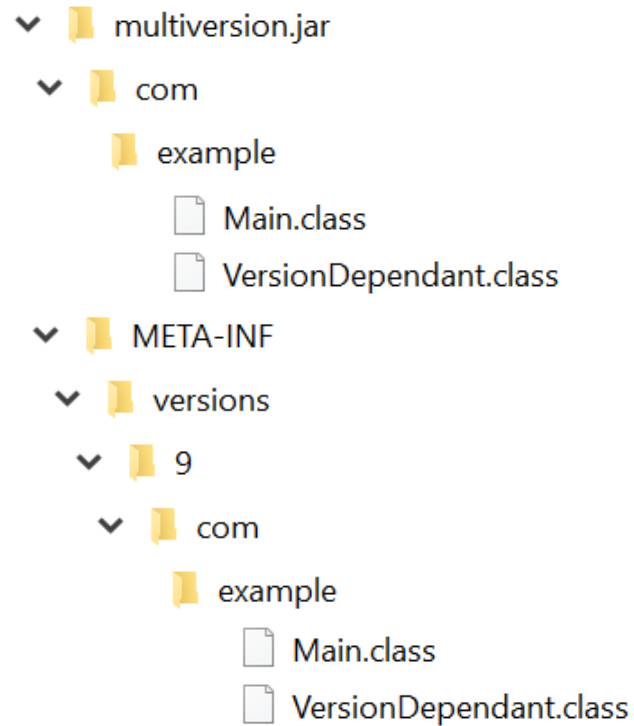 multiversion.jar
com
example
Main.class
VersionDependant.class
META-INF
versions
9
com
example
Main.class
VersionDependant.class